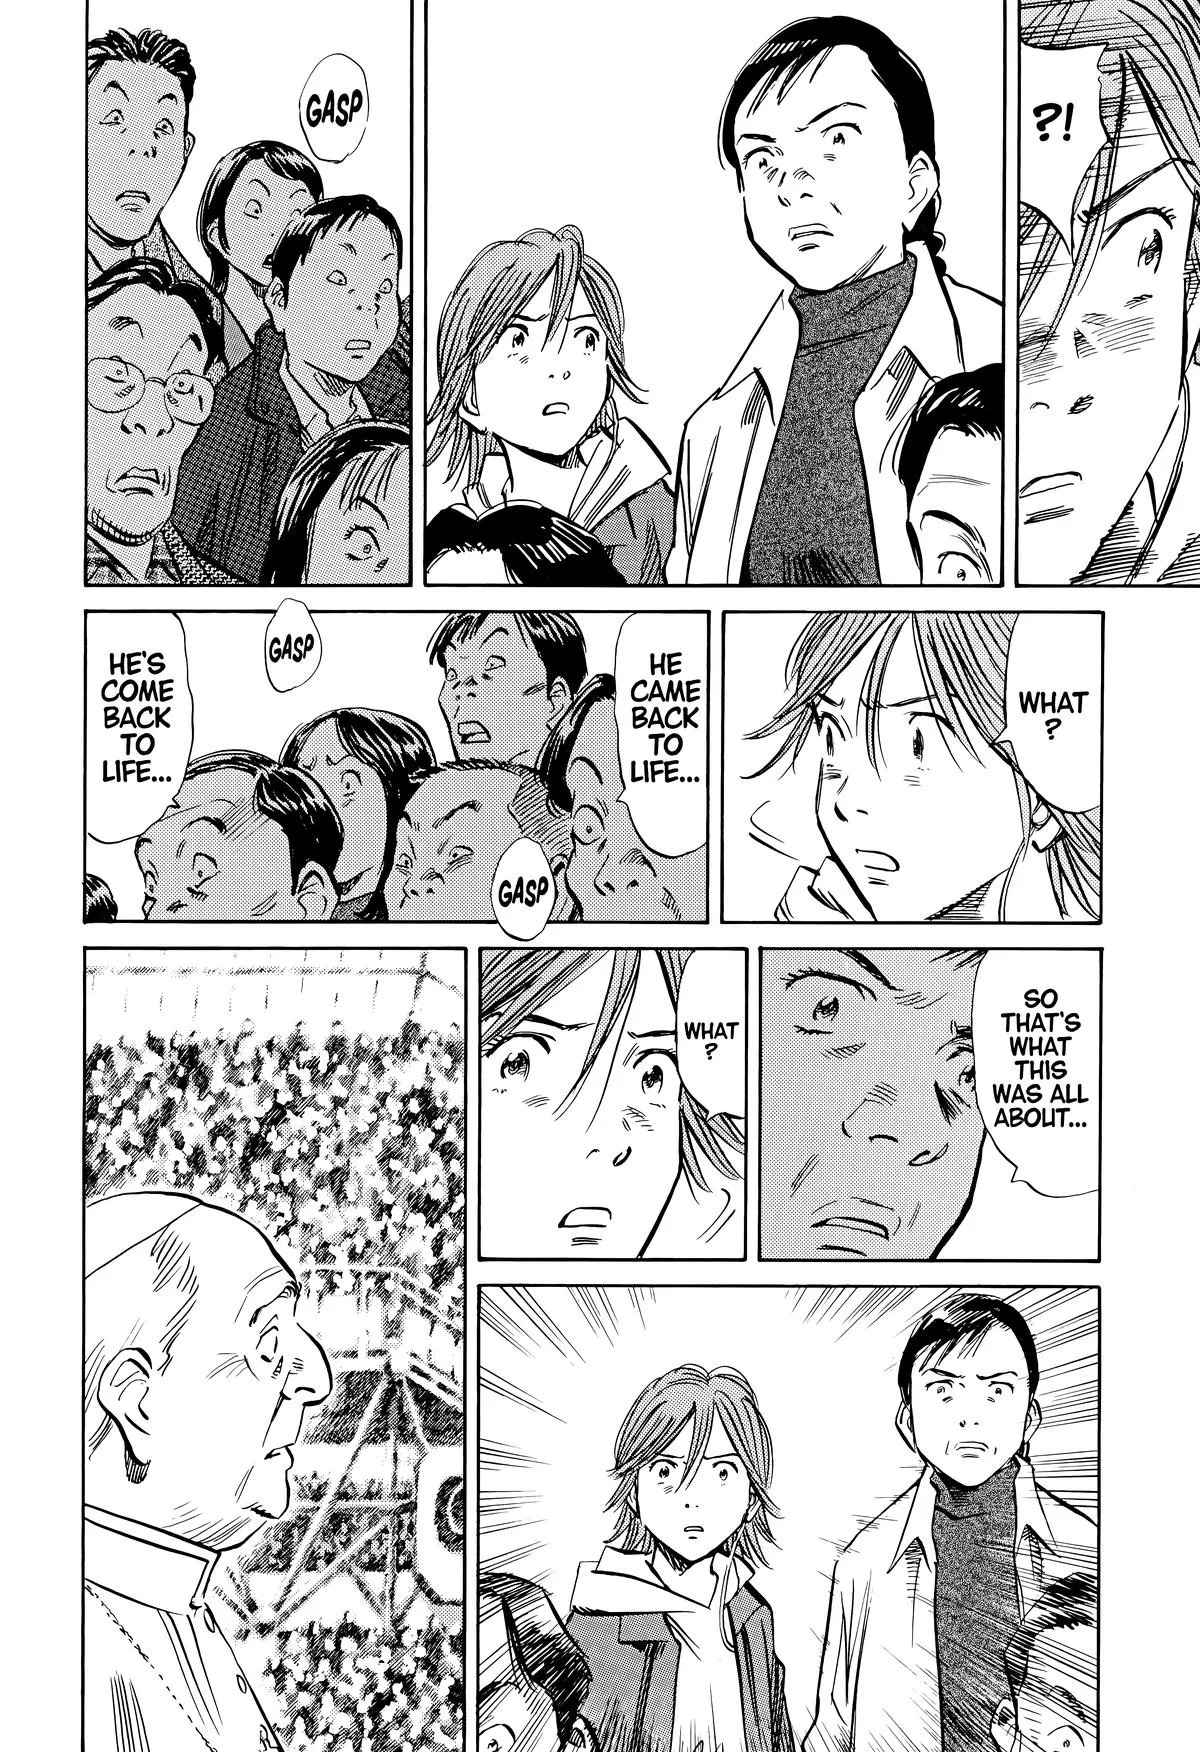 ?!
GASP
WHAT
?
HE
CAME
BACK
TO
LIFE...
GASP
GASP
HE'S
COME
BACK
TO
LIFE...
SO
THAT'S
WHAT
THIS
WAS ALL
ABOUT...
WHAT
?